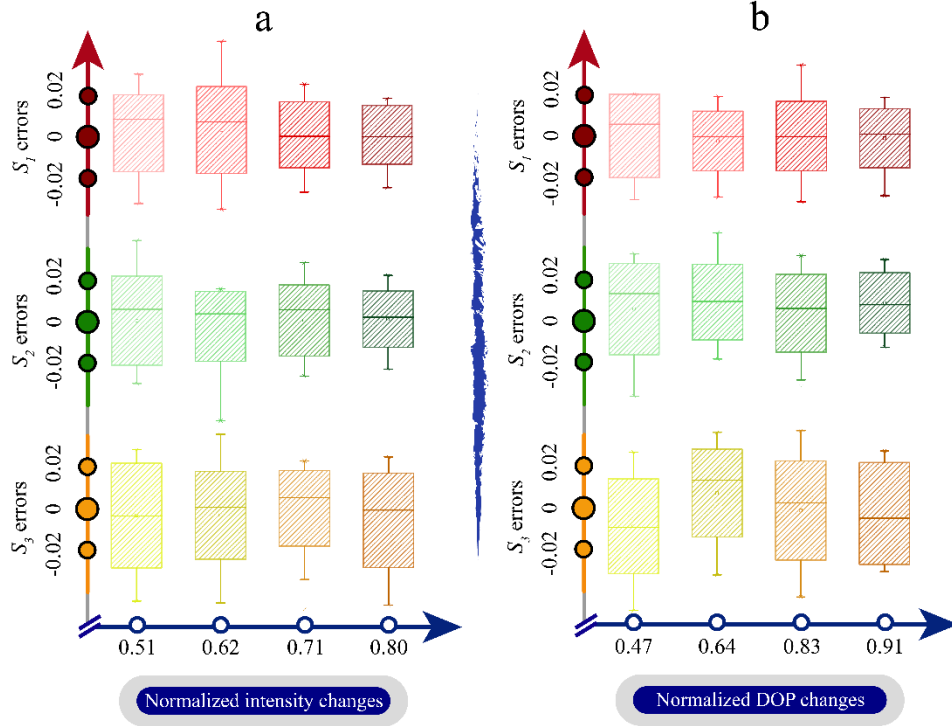 a
b
S1 errors
0.02
0
-0.02
S2 errors
0.02
0
-0.02
S3 errors
0.02
0
-0.02
0.51 0.62 0.71 0.80
Normalized intensity changes
S1 errors
0.02
0
-0.02
S2 errors
0.02
0
-0.02
S3 errors
0.02
0
-0.02
0.47 0.64 0.83 0.91
Normalized DOP changes